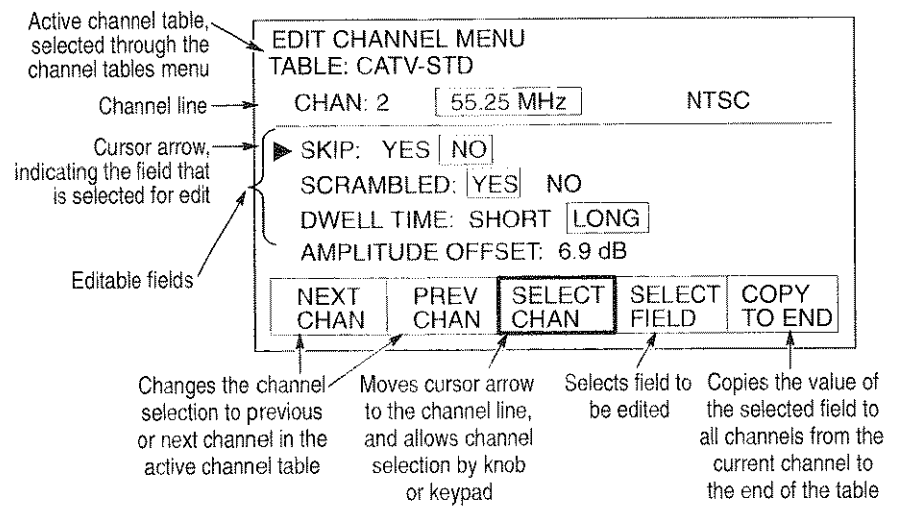 Active channel table,
selected through the
channel tables menu
EDIT CHANNEL MENU
TABLE: CATV-STD
Channel line
CHAN: 2 55.25 MHz NTSC
Cursor arrow,
indicating the field that
is selected for edit
SKIP: YES NO
SCRAMBLED: YES NO
DWELL TIME: SHORT LONG
AMPLITUDE OFFSET: 6.9 dB
Editable fields
NEXT
CHAN
PREV
CHAN
SELECT
CHAN
SELECT
FIELD
COPY
TO END
Changes the channel
selection to previous
or next channel in the
active channel table
Moves cursor arrow
to the channel line,
and allows channel
selection by knob
or keypad
Selects field to
be edited
Copies the value of
the selected field to
all channels from the
current channel to
the end of the table